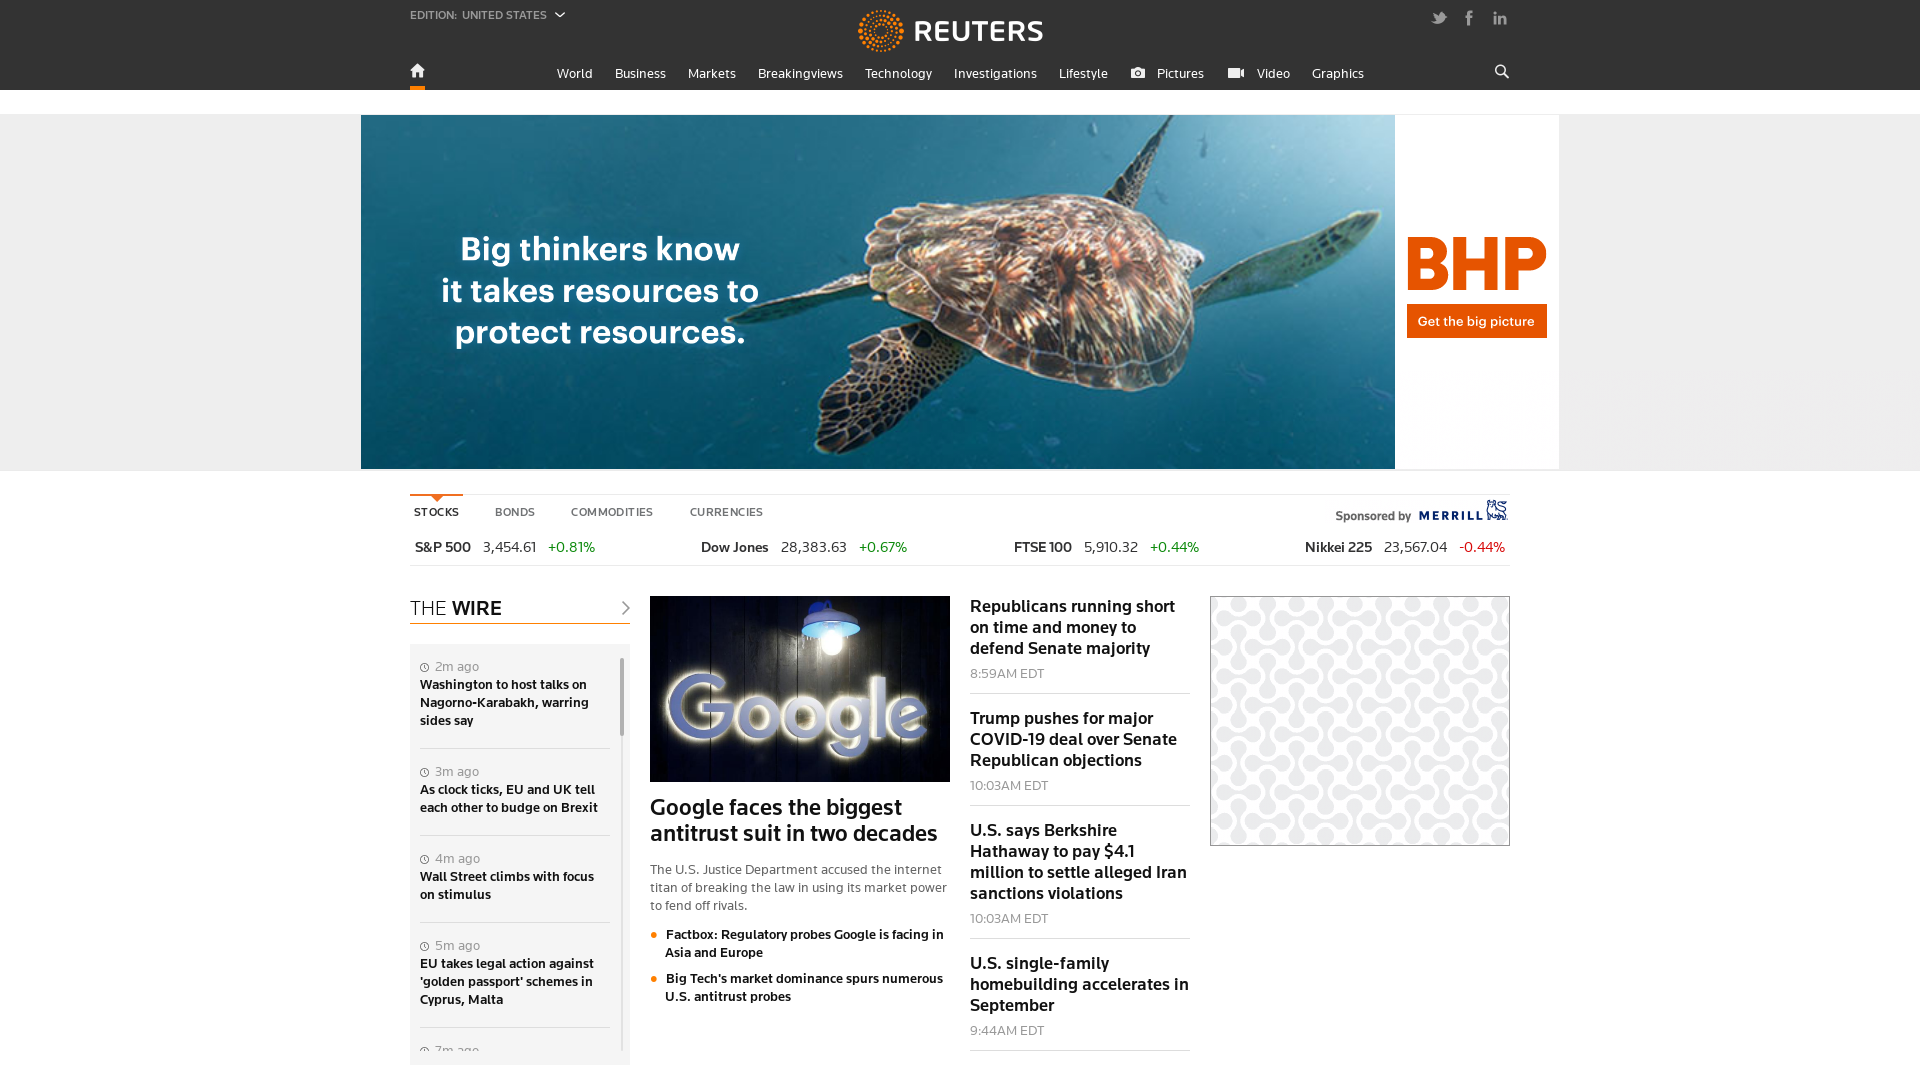 EDITION: UNITED STATES
REUTERS
World Business Markets Breakingviews Technology Investigations Lifestyle Pictures Video Graphics
Big thinkers know
it takes resources to
protect resources.
BHP
Get the big picture
STOCKS BONDS COMMODITIES CURRENCIES
Sponsored by MERRILL
S&P 500 3,454.61 +0.81% Dow Jones 28,383.63 +0.67% FTSE 100 5,910.32 +0.44% Nikkei 225 23,567.04 -0.44%
THE WIRE
2m ago
Washington to host talks on
Nagorno-Karabakh, warring
sides say
3m ago
As clock ticks, EU and UK tell
each other to budge on Brexit
4m ago
Wall Street climbs with focus
on stimulus
5m ago
EU takes legal action against
'golden passport' schemes in
Cyprus, Malta
7m ago
Google
Google faces the biggest
antitrust suit in two decades
The U.S. Justice Department accused the internet
titan of breaking the law in using its market power
to fend off rivals.
Factbox: Regulatory probes Google is facing in
Asia and Europe
Big Tech's market dominance spurs numerous
U.S. antitrust probes
Republicans running short
on time and money to
defend Senate majority
8:59AM EDT
Trump pushes for major
COVID-19 deal over Senate
Republican objections
10:03AM EDT
U.S. says Berkshire
Hathaway to pay $4.1
million to settle alleged Iran
sanctions violations
10:03AM EDT
U.S. single-family
homebuilding accelerates in
September
9:44AM EDT